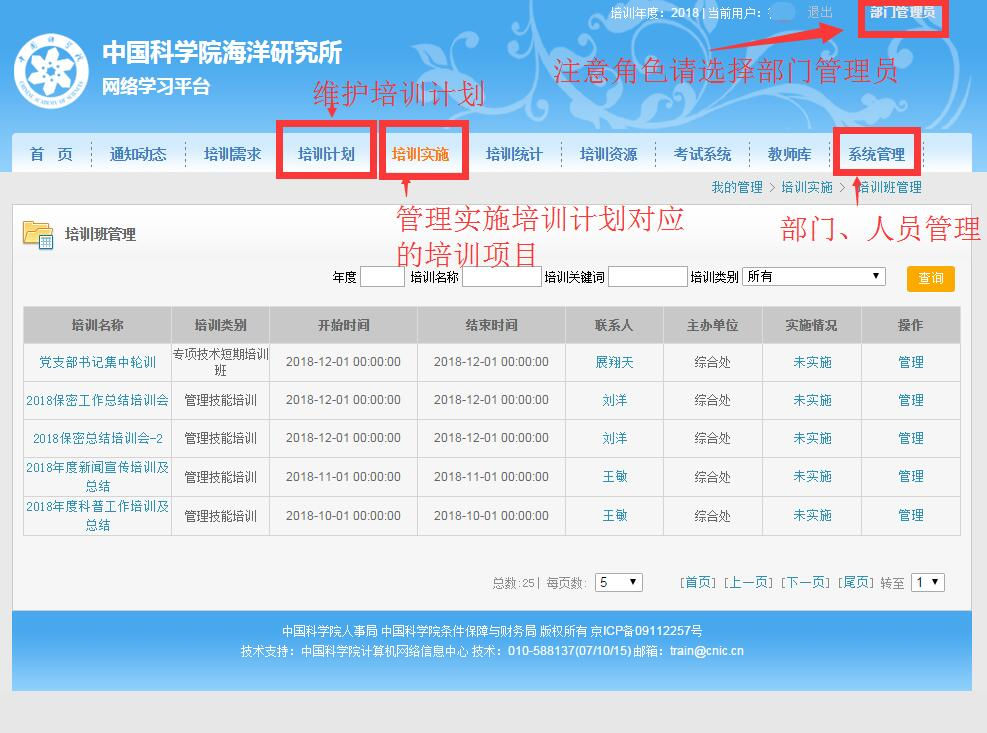 培训年度：2018 | 当前用户： 退出 部门管理员
注意角色请选择部门管理员
中国科学院海洋研究所
网络学习平台
维护培训计划
首 页 通知动态 培训需求 培训计划 培训实施 培训统计 培训资源 考试系统 教师库 系统管理
我的管理 > 培训实施 > 培训班管理
管理实施培训计划对应
的培训项目
部门、人员管理
培训班管理
年度 培训名称 培训关键词 培训类别 所有 查询
培训名称 培训类别 开始时间 结束时间 联系人 主办单位 实施情况 操作
党支部书记集中轮训 专项技术短期培训班 2018-12-01 00:00:00 2018-12-01 00:00:00 展翔天 综合处 未实施 管理
2018保密工作总结培训会 管理技能培训 2018-12-01 00:00:00 2018-12-01 00:00:00 刘洋 综合处 未实施 管理
2018保密总结培训会-2 管理技能培训 2018-12-01 00:00:00 2018-12-01 00:00:00 刘洋 综合处 未实施 管理
2018年度新闻宣传培训及总结 管理技能培训 2018-11-01 00:00:00 2018-11-01 00:00:00 王敏 综合处 未实施 管理
2018年度科普工作培训及总结 管理技能培训 2018-10-01 00:00:00 2018-10-01 00:00:00 王敏 综合处 未实施 管理
总数:25| 每页数: 5 [首页] [上一页] [下一页] [尾页] 转至 1
中国科学院人事局 中国科学院条件保障与财务局 版权所有 京ICP备09112257号
技术支持：中国科学院计算机网络信息中心 技术：010-588137(07/10/15) 邮箱：train@cnic.cn